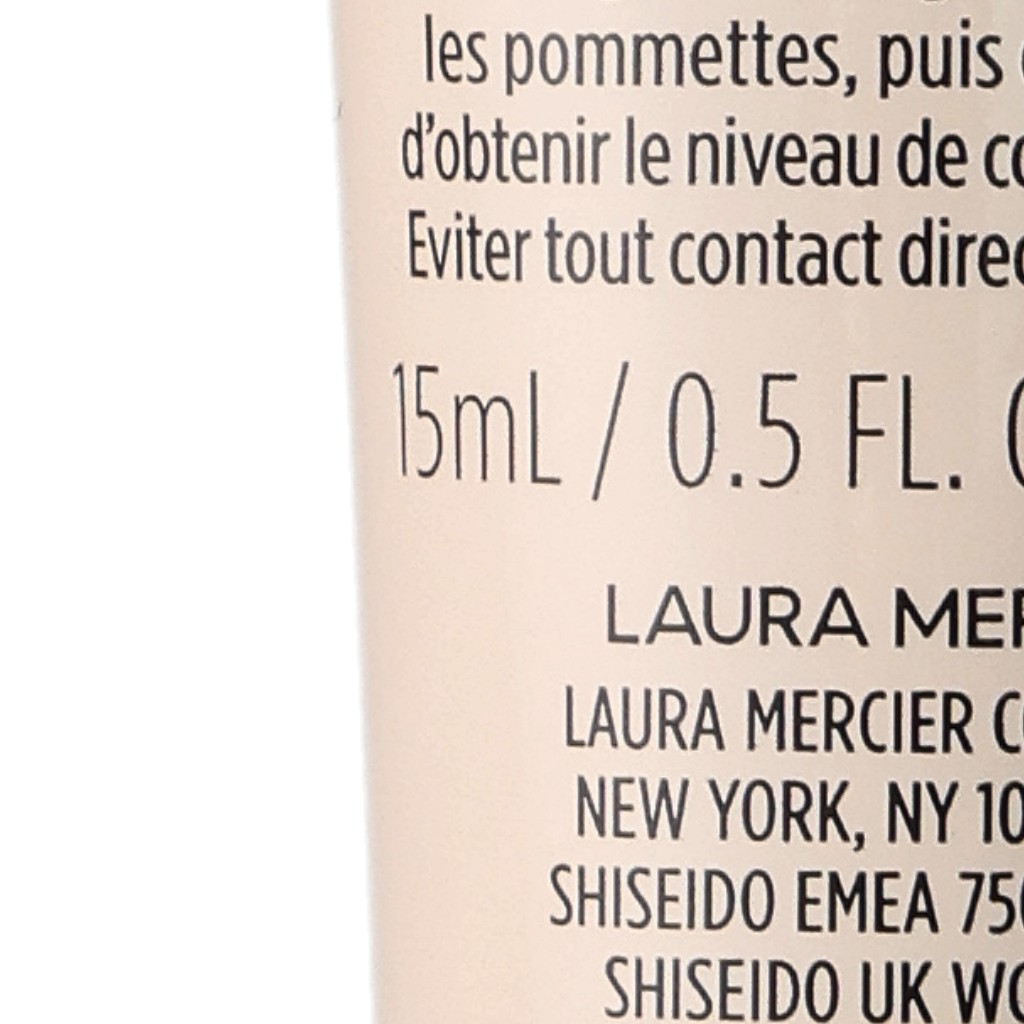 les pommettes, puis
d'obtenir le niveau de
Eviter tout contact
15mL / 0.5 FL.
LAURA
LAURA MERCIER
NEW YORK, NY
SHISEIDO EMEA
SHISEIDO UK